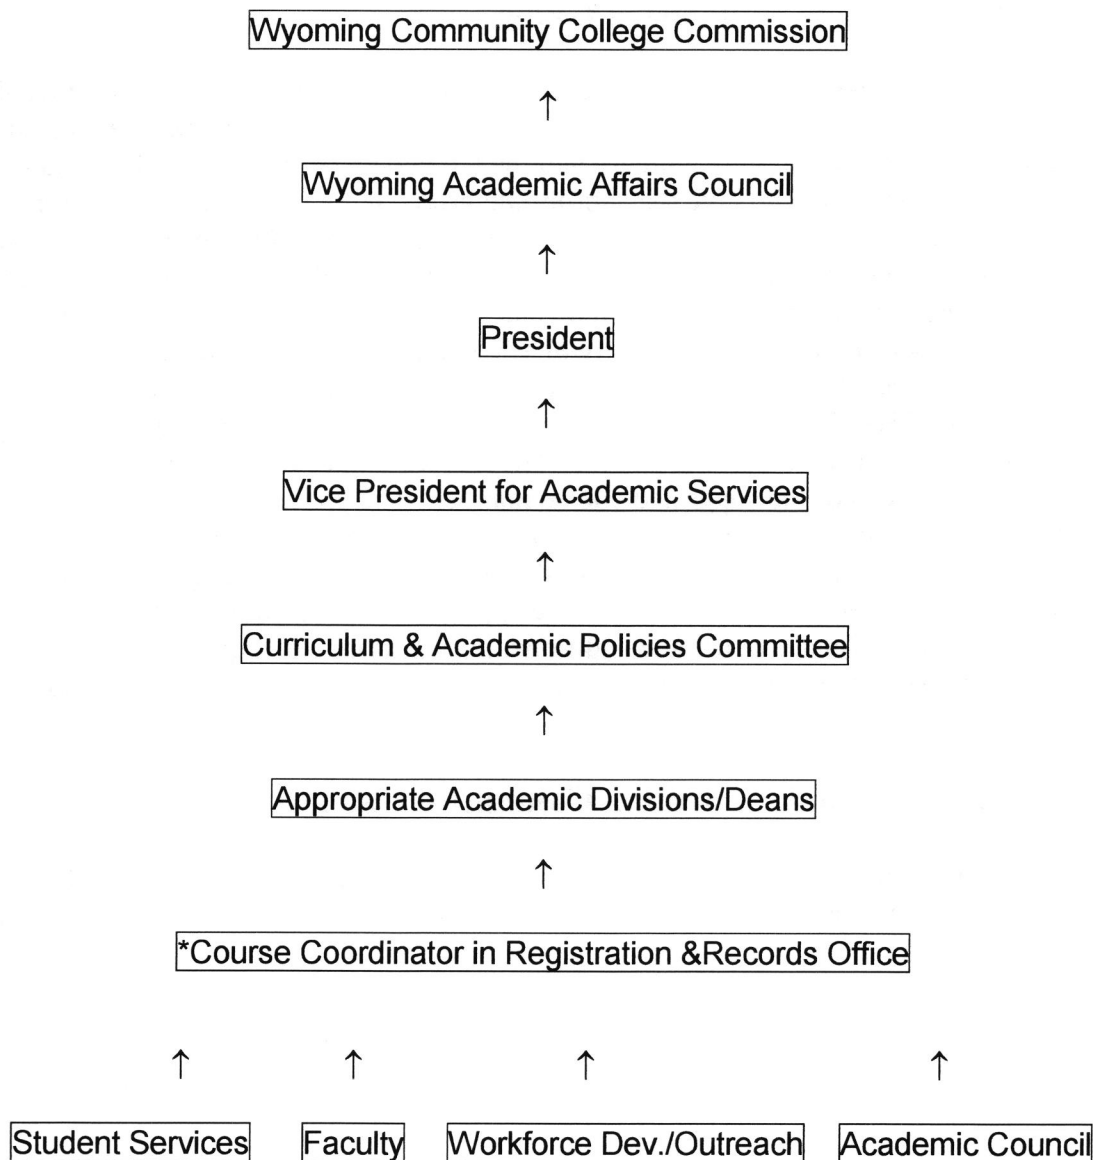 Wyoming Community College Commission
↑
Wyoming Academic Affairs Council
↑
President
↑
Vice President for Academic Services
↑
Curriculum & Academic Policies Committee
↑
Appropriate Academic Divisions/Deans
↑
*Course Coordinator in Registration &Records Office
↑ ↑ ↑ ↑
Student Services Faculty Workforce Dev./Outreach Academic Council